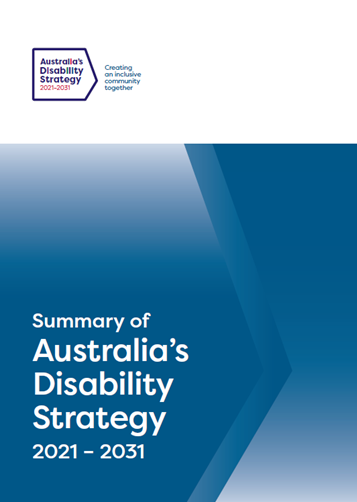 Australia's
Disability
Strategy
2021–2031
Creating
an inclusive
community
together
Summary of
Australia's
Disability
Strategy
2021 – 2031